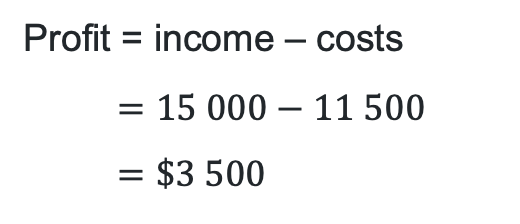 Profit = income – costs
= 15 000 − 11 500
= $3 500